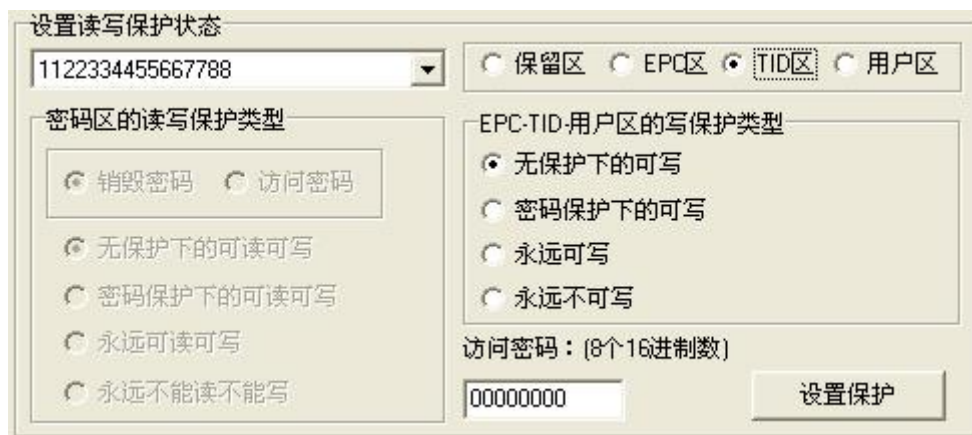 设置读写保护状态
1122334455667788
保留区 EPC区 TID区 用户区
密码区的读写保护类型
销毁密码 访问密码
无保护下的可读可写
密码保护下的可读可写
永远可读可写
永远不能读不能写
EPC-TID-用户区的写保护类型
无保护下的可写
密码保护下的可写
永远可写
永远不可写
访问密码：(8个16进制数)
00000000
设置保护